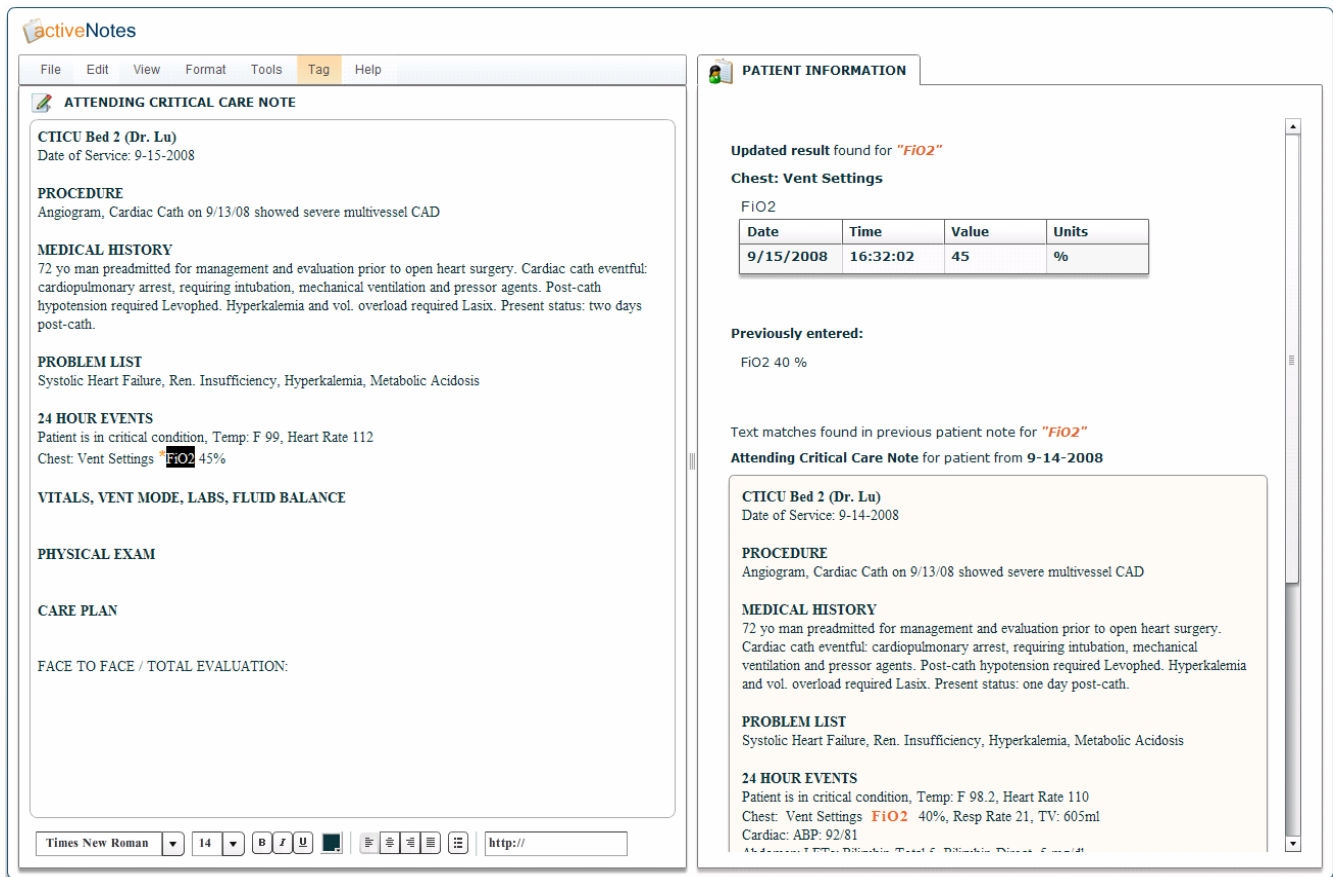 activeNotes
File Edit View Format Tools Tag Help
ATTENDING CRITICAL CARE NOTE
CTICU Bed 2 (Dr. Lu)
Date of Service: 9-15-2008
PROCEDURE
Angiogram, Cardiac Cath on 9/13/08 showed severe multivessel CAD
MEDICAL HISTORY
72 yo man preadmitted for management and evaluation prior to open heart surgery. Cardiac cath eventful:
cardiopulmonary arrest, requiring intubation, mechanical ventilation and pressor agents. Post-cath
hypotension required Levophed. Hyperkalemia and vol. overload required Lasix. Present status: two days
post-cath.
PROBLEM LIST
Systolic Heart Failure, Ren. Insufficiency, Hyperkalemia, Metabolic Acidosis
24 HOUR EVENTS
Patient is in critical condition, Temp: F 99, Heart Rate 112
Chest: Vent Settings *FiO2 45%
VITALS, VENT MODE, LABS, FLUID BALANCE
PHYSICAL EXAM
CARE PLAN
FACE TO FACE / TOTAL EVALUATION:
Times New Roman 14 B I U http://
PATIENT INFORMATION
Updated result found for "FiO2"
Chest: Vent Settings
FiO2
Date Time Value Units
9/15/2008 16:32:02 45 %
Previously entered:
FiO2 40 %
Text matches found in previous patient note for "FiO2"
Attending Critical Care Note for patient from 9-14-2008
CTICU Bed 2 (Dr. Lu)
Date of Service: 9-14-2008
PROCEDURE
Angiogram, Cardiac Cath on 9/13/08 showed severe multivessel CAD
MEDICAL HISTORY
72 yo man preadmitted for management and evaluation prior to open heart surgery.
Cardiac cath eventful: cardiopulmonary arrest, requiring intubation, mechanical
ventilation and pressor agents. Post-cath hypotension required Levophed. Hyperkalemia
and vol. overload required Lasix. Present status: one day post-cath.
PROBLEM LIST
Systolic Heart Failure, Ren. Insufficiency, Hyperkalemia, Metabolic Acidosis
24 HOUR EVENTS
Patient is in critical condition, Temp: F 98.2, Heart Rate 110
Chest: Vent Settings FiO2 40%, Resp Rate 21, TV: 605ml
Cardiac: ABP: 92/81